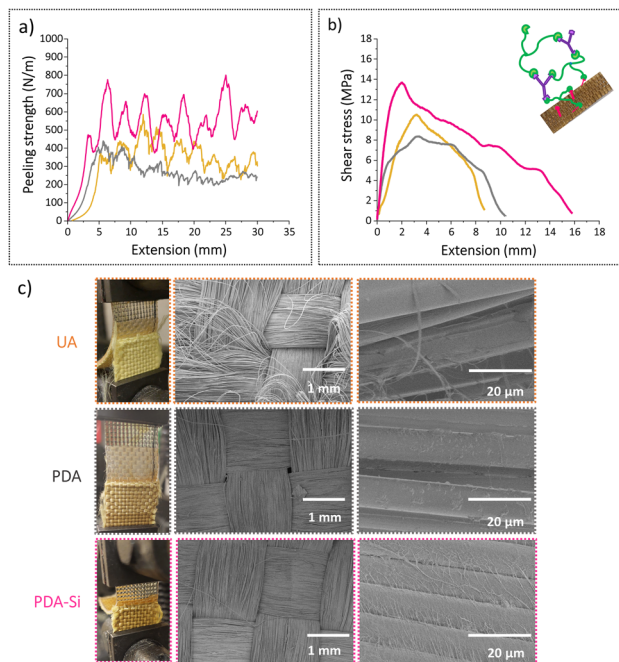 a)
1000
900
800
700
600
500
400
300
200
100
0
Peeling strength (N/m)
0 5 10 15 20 25 30 35
Extension (mm)
b)
18
16
14
12
10
8
6
4
2
0
Shear stress (MPa)
0 2 4 6 8 10 12 14 16 18
Extension (mm)
c)
UA
1 mm
20 µm
PDA
1 mm
20 µm
PDA-Si
1 mm
20 µm